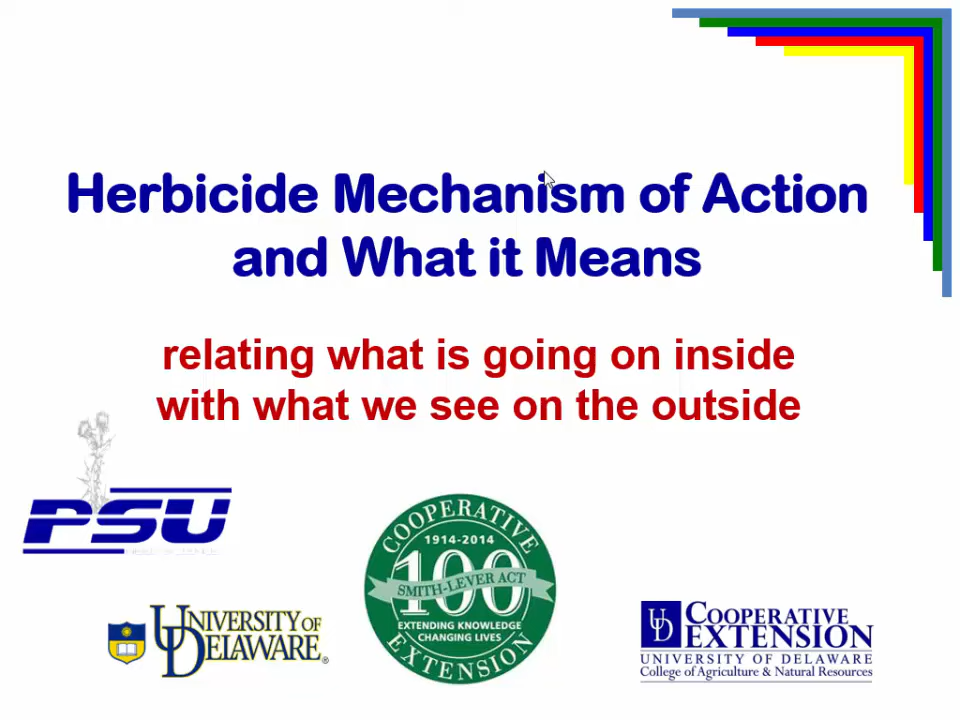 Herbicide Mechanism of Action
and What it Means
relating what is going on inside
with what we see on the outside
PSU
COOPERATIVE
1914-2014
100
SMITH-LEVER ACT
EXTENDING KNOWLEDGE
CHANGING LIVES
EXTENSION
UNIVERSITY OF
DELAWARE®
UD
COOPERATIVE
EXTENSION
UNIVERSITY OF DELAWARE
College of Agriculture & Natural Resources